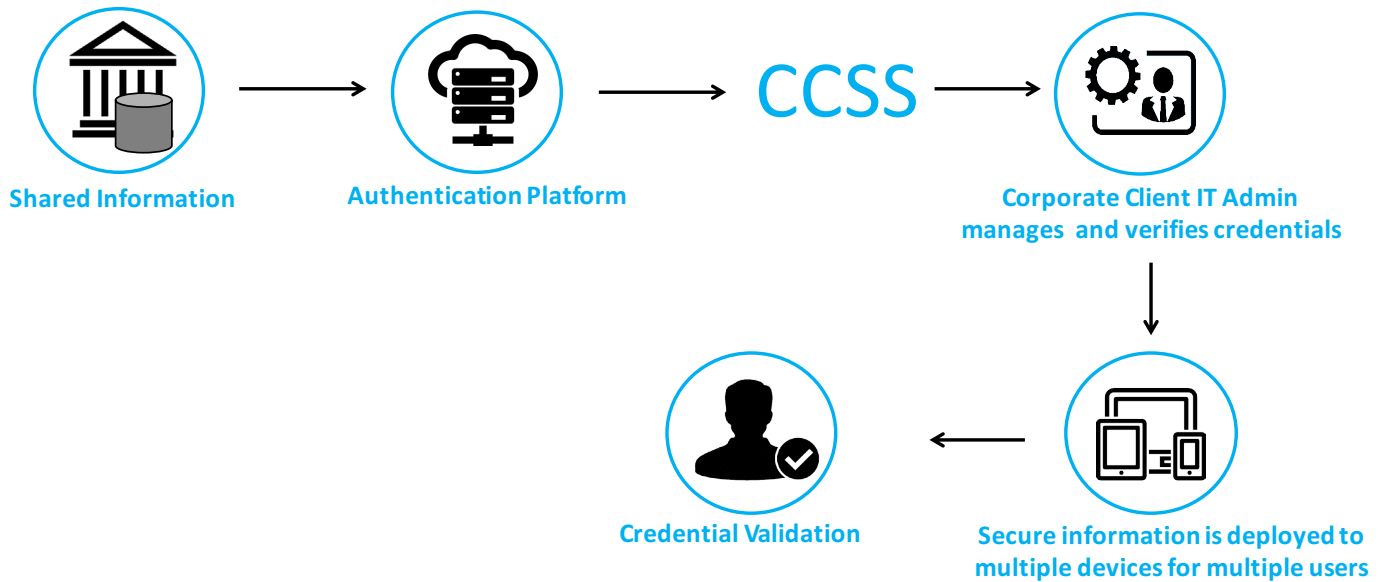 CCSS
Shared Information
Authentication Platform
Corporate Client IT Admin
manages and verifies credentials
Credential Validation
Secure information is deployed to
multiple devices for multiple users